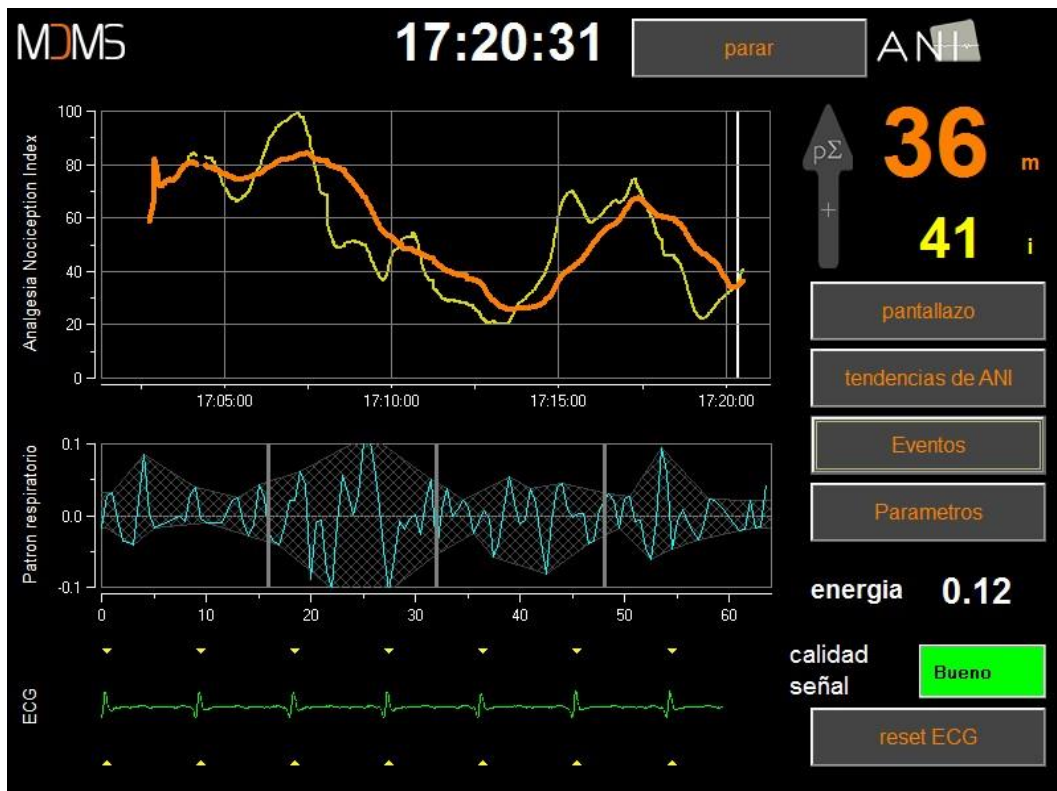 MDMS
17:20:31
parar
ANI
Analgesia Nociception Index
100
80
60
40
20
0
17:05:00
17:10:00
17:15:00
17:20:00
pΣ
+
36 m
41 i
pantallazo
tendencias de ANI
Eventos
Parametros
Patron respiratorio
0.1
0.0
-0.1
0
10
20
30
40
50
60
energia 0.12
ECG
calidad
señal
Bueno
reset ECG